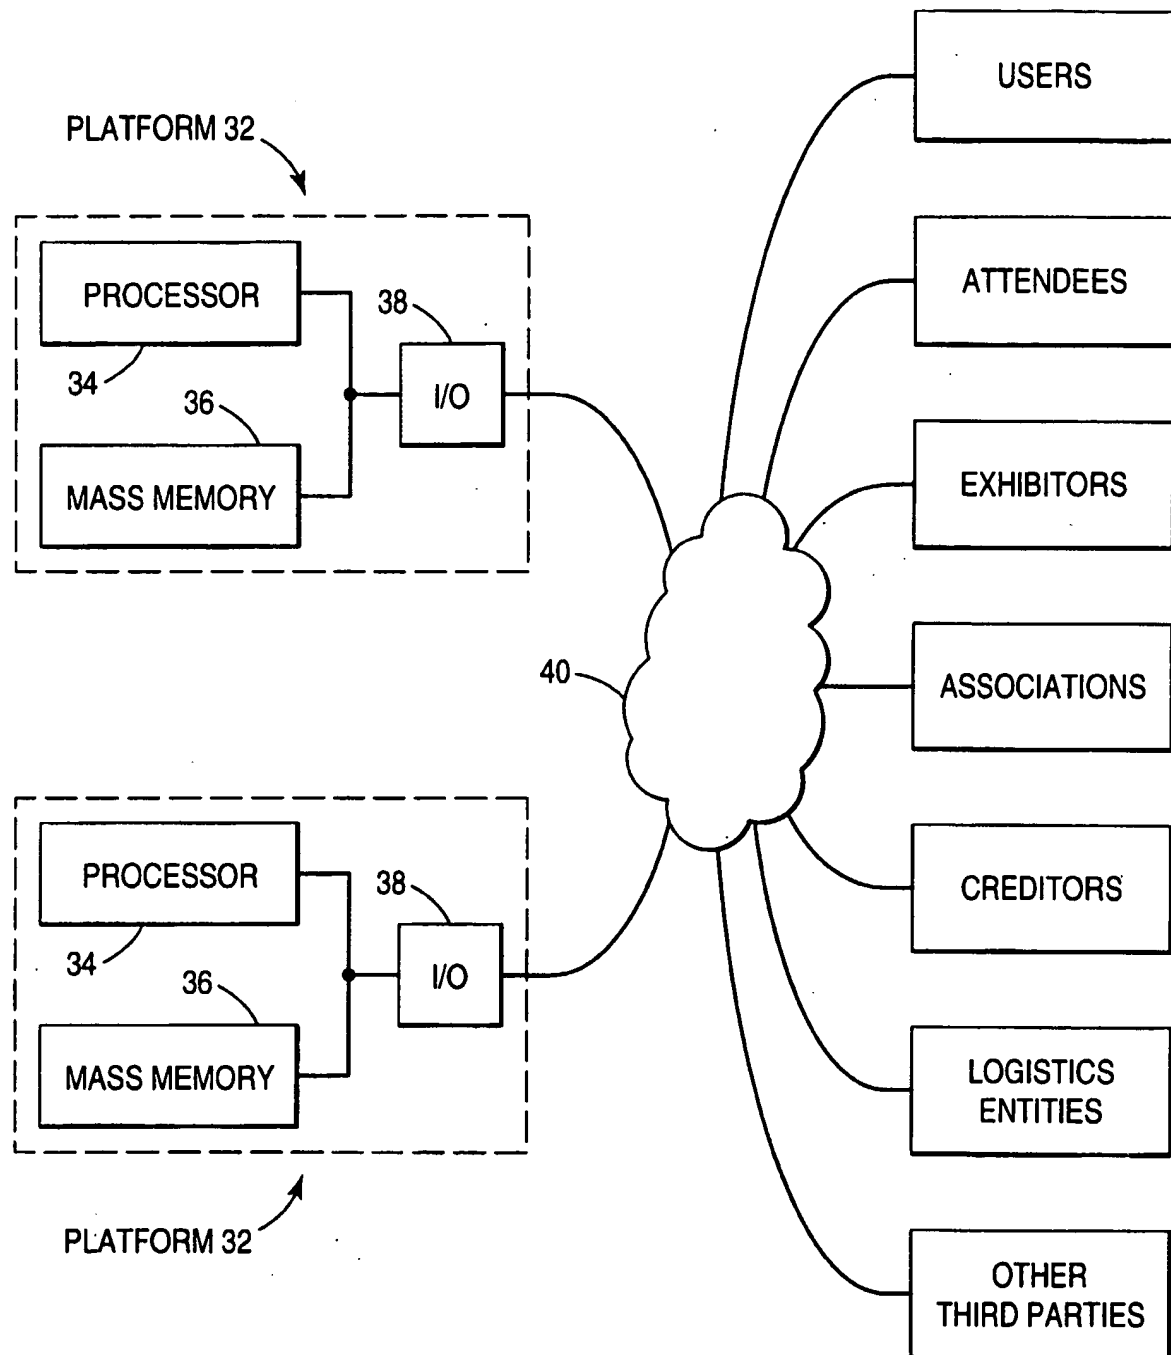 PLATFORM 32
PROCESSOR
34
36
MASS MEMORY
38
I/O
40
PROCESSOR
34
36
MASS MEMORY
38
I/O
PLATFORM 32
USERS
ATTENDEES
EXHIBITORS
ASSOCIATIONS
CREDITORS
LOGISTICS
ENTITIES
OTHER
THIRD PARTIES